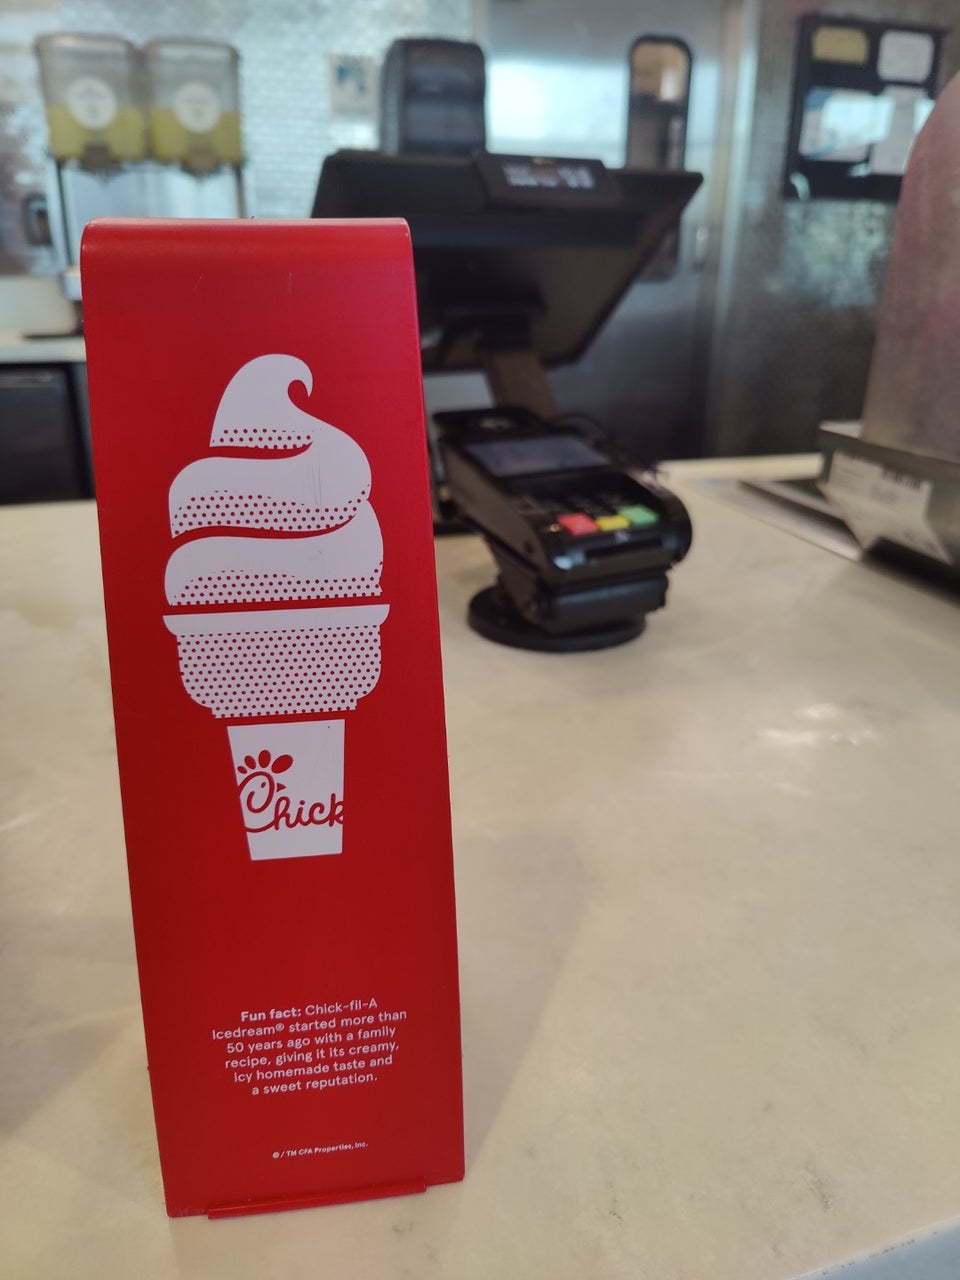 Chick
Fun fact: Chick-fil-A
Icedream® started more than
50 years ago with a family
recipe, giving it its creamy,
icy homemade taste and
a sweet reputation.
©/TM CFA Properties, Inc.